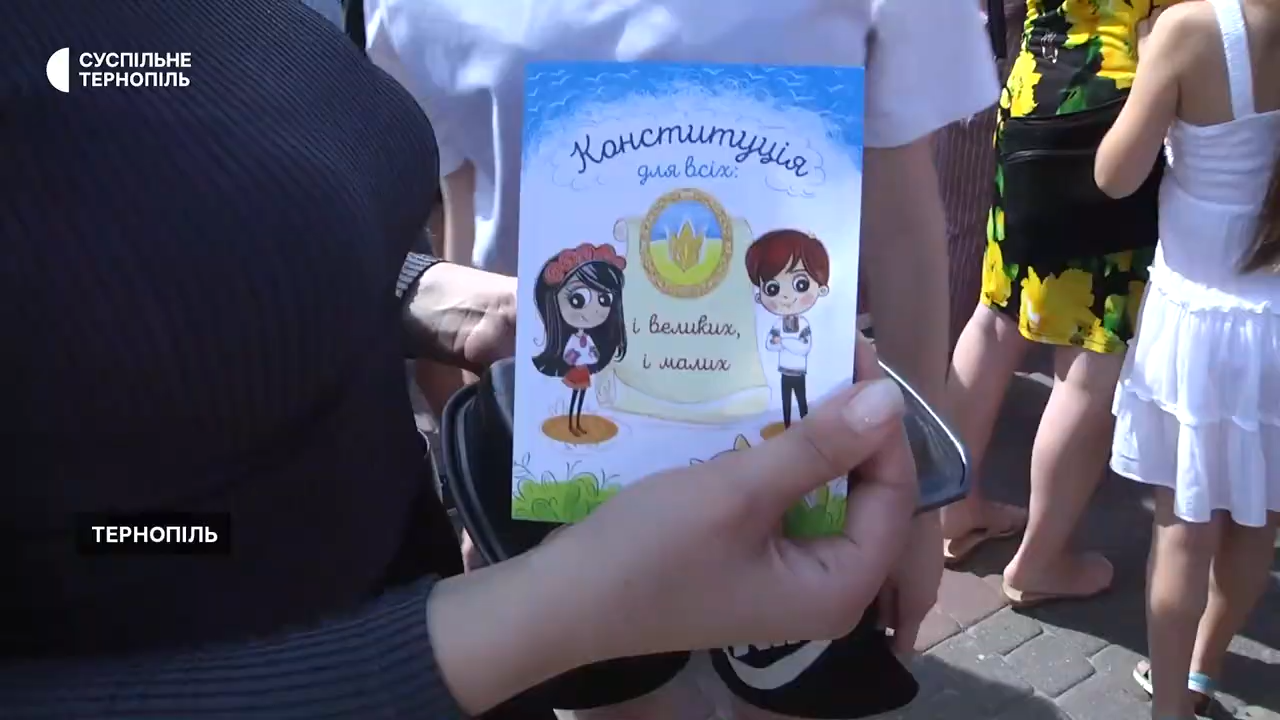 СУСПІЛЬНЕ
ТЕРНОПІЛЬ
Конституція
для всіх:
і великих,
і малих
ТЕРНОПІЛЬ